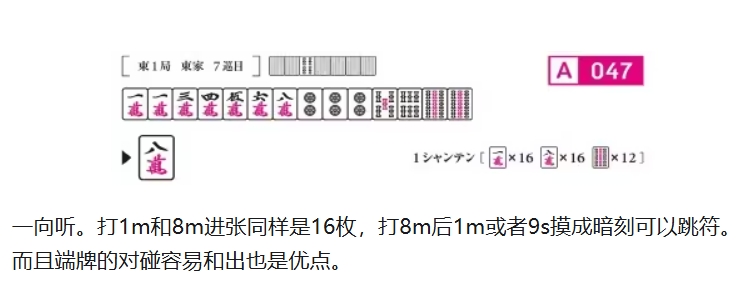 ［ 東1局 東家 7巡目 ］
A 047
一萬 一萬 三萬 四萬 伍萬 六萬 八萬
▶ 八萬
1シャンテン［一萬×16 八萬×16 ×12］
一向听。打1m和8m进张同样是16枚，打8m后1m或者9s摸成暗刻可以跳符。
而且端牌的对碰容易和出也是优点。